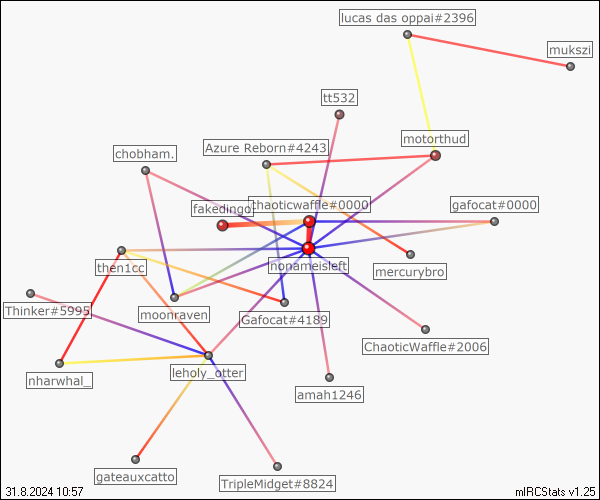 lucas das oppai#2396
mukszi
tt532
motorthud
Azure Reborn#4243
chobham.
chaoticwaffle#0000
gafocat#0000
fakedingo
nonameisleft
mercurybro
then1cc
Thinker#5995
moonraven
Gafocat#4189
ChaoticWaffle#2006
leholy_otter
nharwhal_
amah1246
gateauxcatto
TripleMidget#8824
31.8.2024 10:57
mIRCStats v1.25